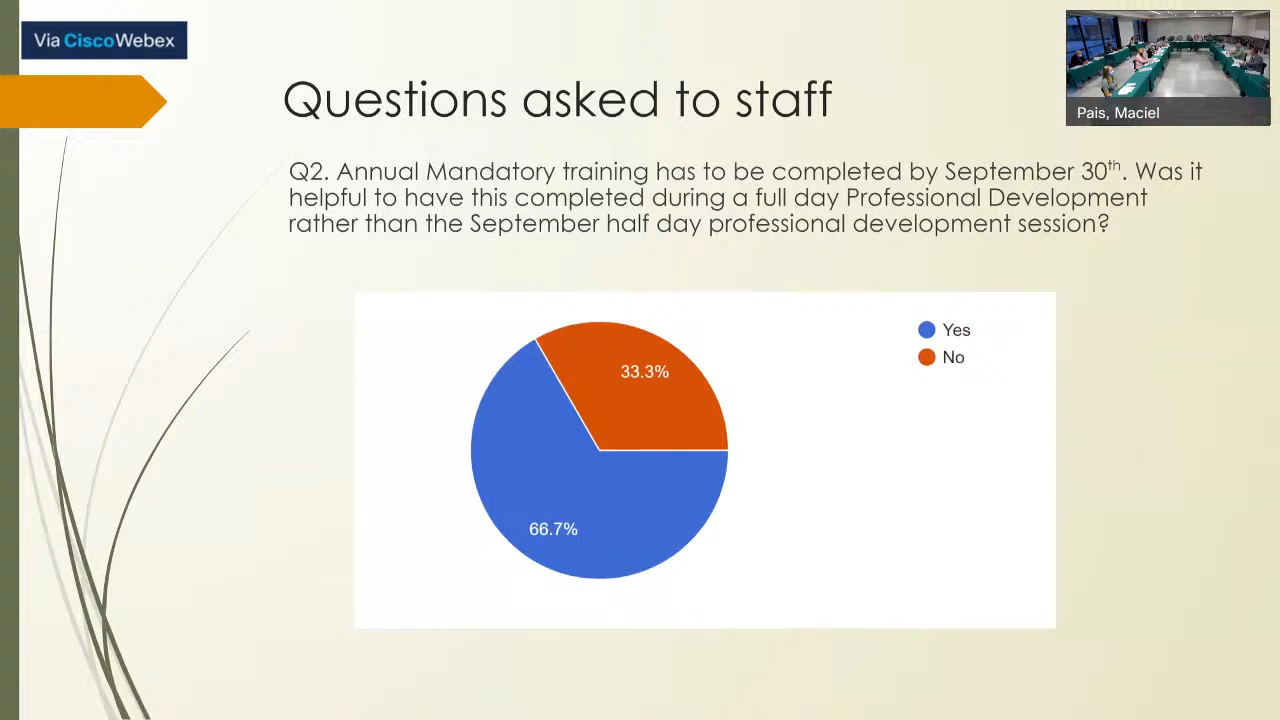 Via CiscoWebex
Questions asked to staff
Pais, Maciel
Q2. Annual Mandatory training has to be completed by September 30th. Was it
helpful to have this completed during a full day Professional Development
rather than the September half day professional development session?
Yes
No
33.3%
66.7%